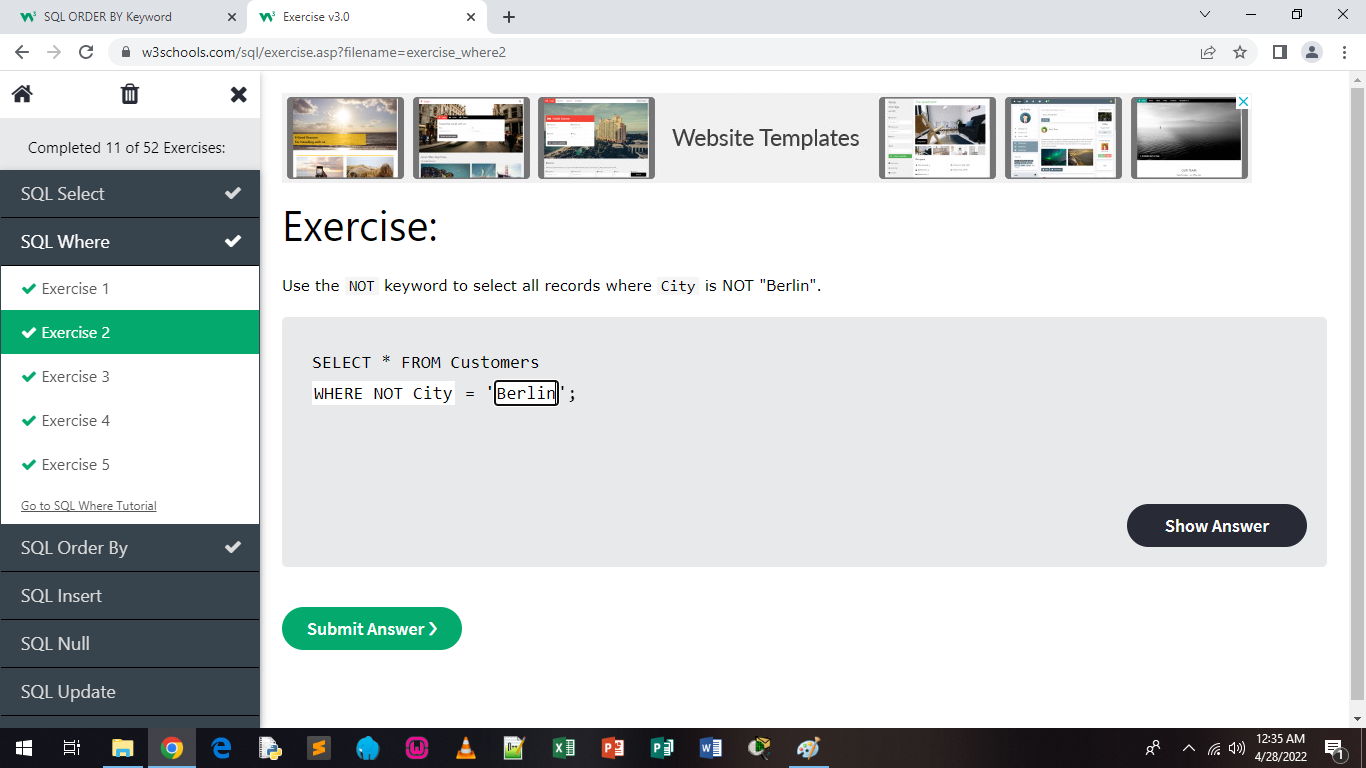 SQL ORDER BY Keyword
Exercise v3.0
w3schools.com/sql/exercise.asp?filename=exercise_where2
Completed 11 of 52 Exercises:
SQL Select
SQL Where
Exercise 1
Exercise 2
Exercise 3
Exercise 4
Exercise 5
Go to SQL Where Tutorial
SQL Order By
SQL Insert
SQL Null
SQL Update
Website Templates
Exercise:
Use the NOT keyword to select all records where City is NOT "Berlin".
SELECT * FROM Customers
WHERE NOT City = 'Berlin';
Show Answer
Submit Answer ❯
12:35 AM
4/28/2022
1